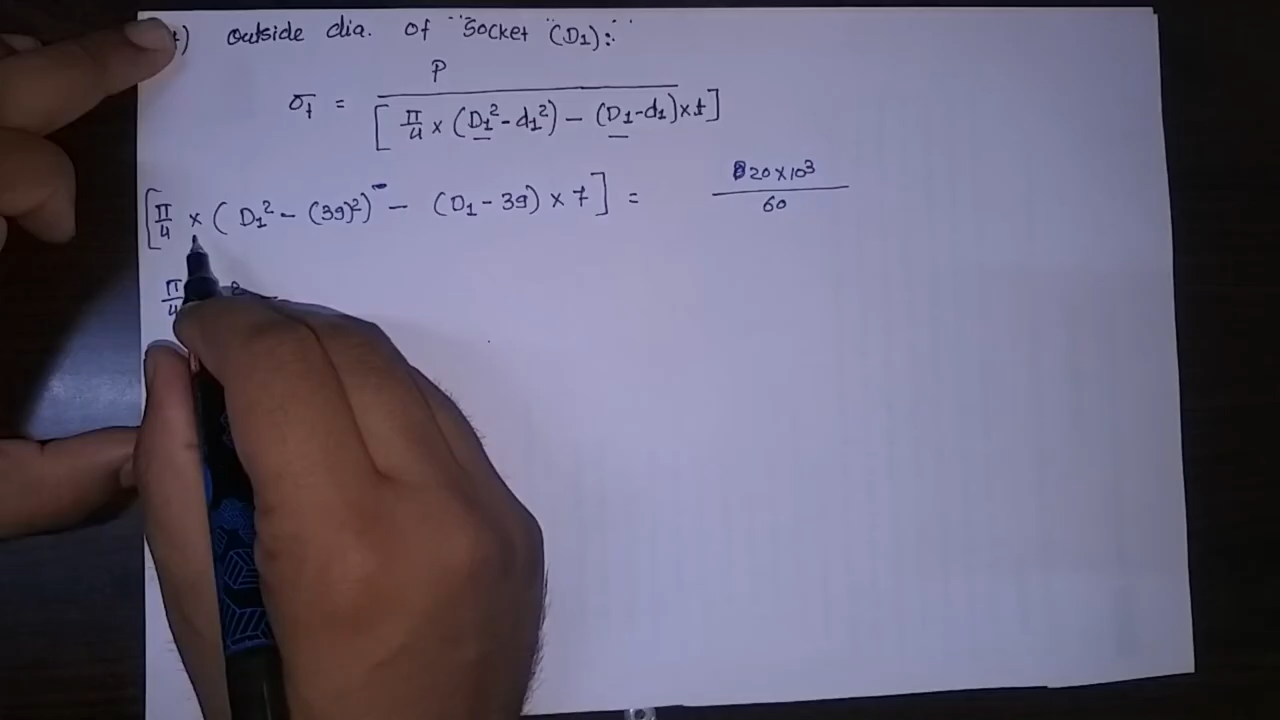 ) outside dia. of "Socket (D1):"
σt = P / [ π/4 × (D1² - d1²) - (D1 - d1) × t ]
[ π/4 × ( D1² - (39)² ) - (D1 - 39) × 7 ] = 20×10³ / 60
π/4